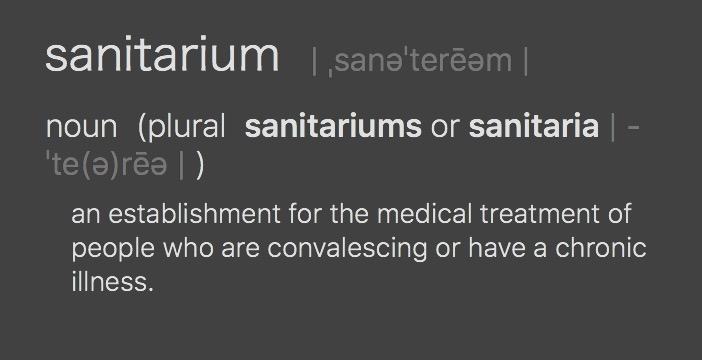 sanitarium | ˌsanəˈterēəm |
noun (plural sanitariums or sanitaria | -
ˈte(ə)rēə | )
an establishment for the medical treatment of
people who are convalescing or have a chronic
illness.